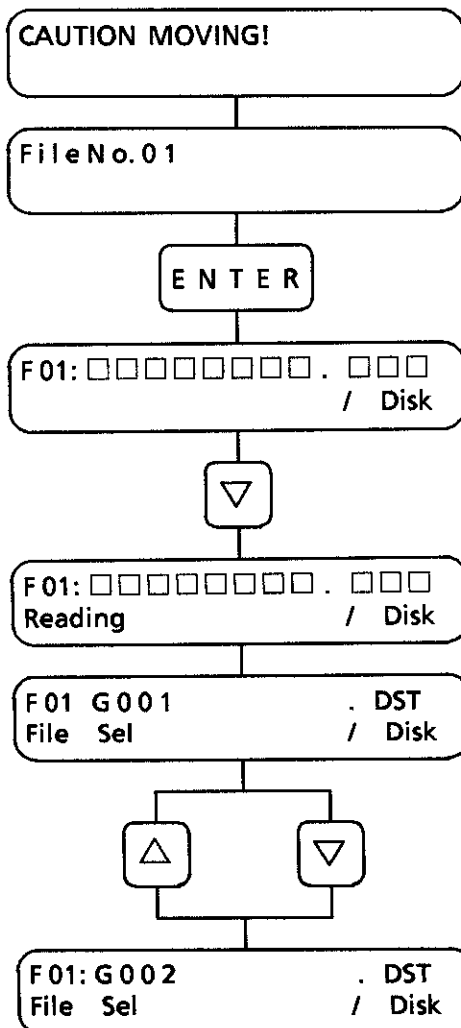 CAUTION MOVING!
FileNo.01
ENTER
F01: □□□□□□□□ . □□□
/ Disk
▽
F01: □□□□□□□□ . □□□
Reading / Disk
F01 G001 . DST
File Sel / Disk
△ ▽
F01:G002 . DST
File Sel / Disk